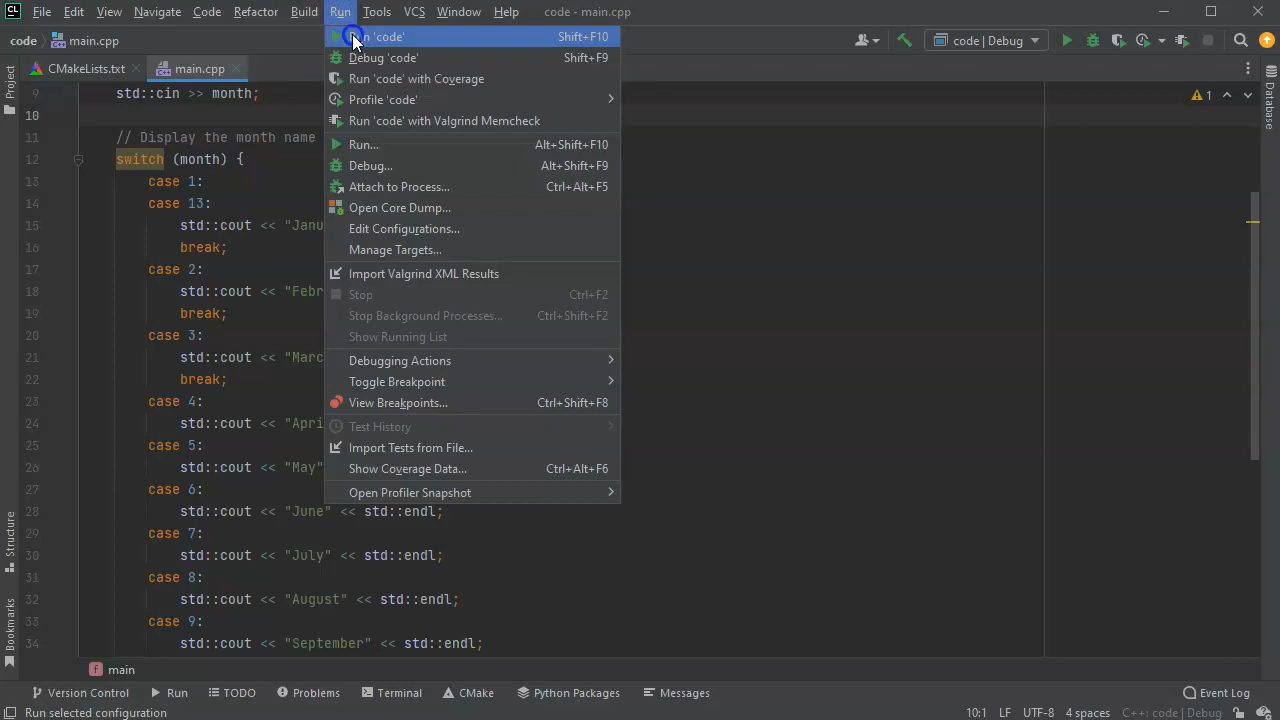 CL File Edit View Navigate Code Refactor Build Run Tools VCS Window Help code - main.cpp
code main.cpp code | Debug
CMakeLists.txt main.cpp
Project
Structure
Bookmarks
Database
1
9 std::cin >> month;
10
11 // Display the month name
12 switch (month) {
13 case 1:
14 case 13:
15 std::cout << "Janu
16 break;
17 case 2:
18 std::cout << "Febr
19 break;
20 case 3:
21 std::cout << "Marc
22 break;
23 case 4:
24 std::cout << "Apri
25 case 5:
26 std::cout << "May"
27 case 6:
28 std::cout << "June" << std::endl;
29 case 7:
30 std::cout << "July" << std::endl;
31 case 8:
32 std::cout << "August" << std::endl;
33 case 9:
34 std::cout << "September" << std::endl;
Run 'code' Shift+F10
Debug 'code' Shift+F9
Run 'code' with Coverage
Profile 'code'
Run 'code' with Valgrind Memcheck
Run... Alt+Shift+F10
Debug... Alt+Shift+F9
Attach to Process... Ctrl+Alt+F5
Open Core Dump...
Edit Configurations...
Manage Targets...
Import Valgrind XML Results
Stop Ctrl+F2
Stop Background Processes... Ctrl+Shift+F2
Show Running List
Debugging Actions
Toggle Breakpoint
View Breakpoints... Ctrl+Shift+F8
Test History
Import Tests from File...
Show Coverage Data... Ctrl+Alt+F6
Open Profiler Snapshot
f main
Version Control Run TODO Problems Terminal CMake Python Packages Messages Event Log
Run selected configuration 10:1 LF UTF-8 4 spaces C++: code | Debug